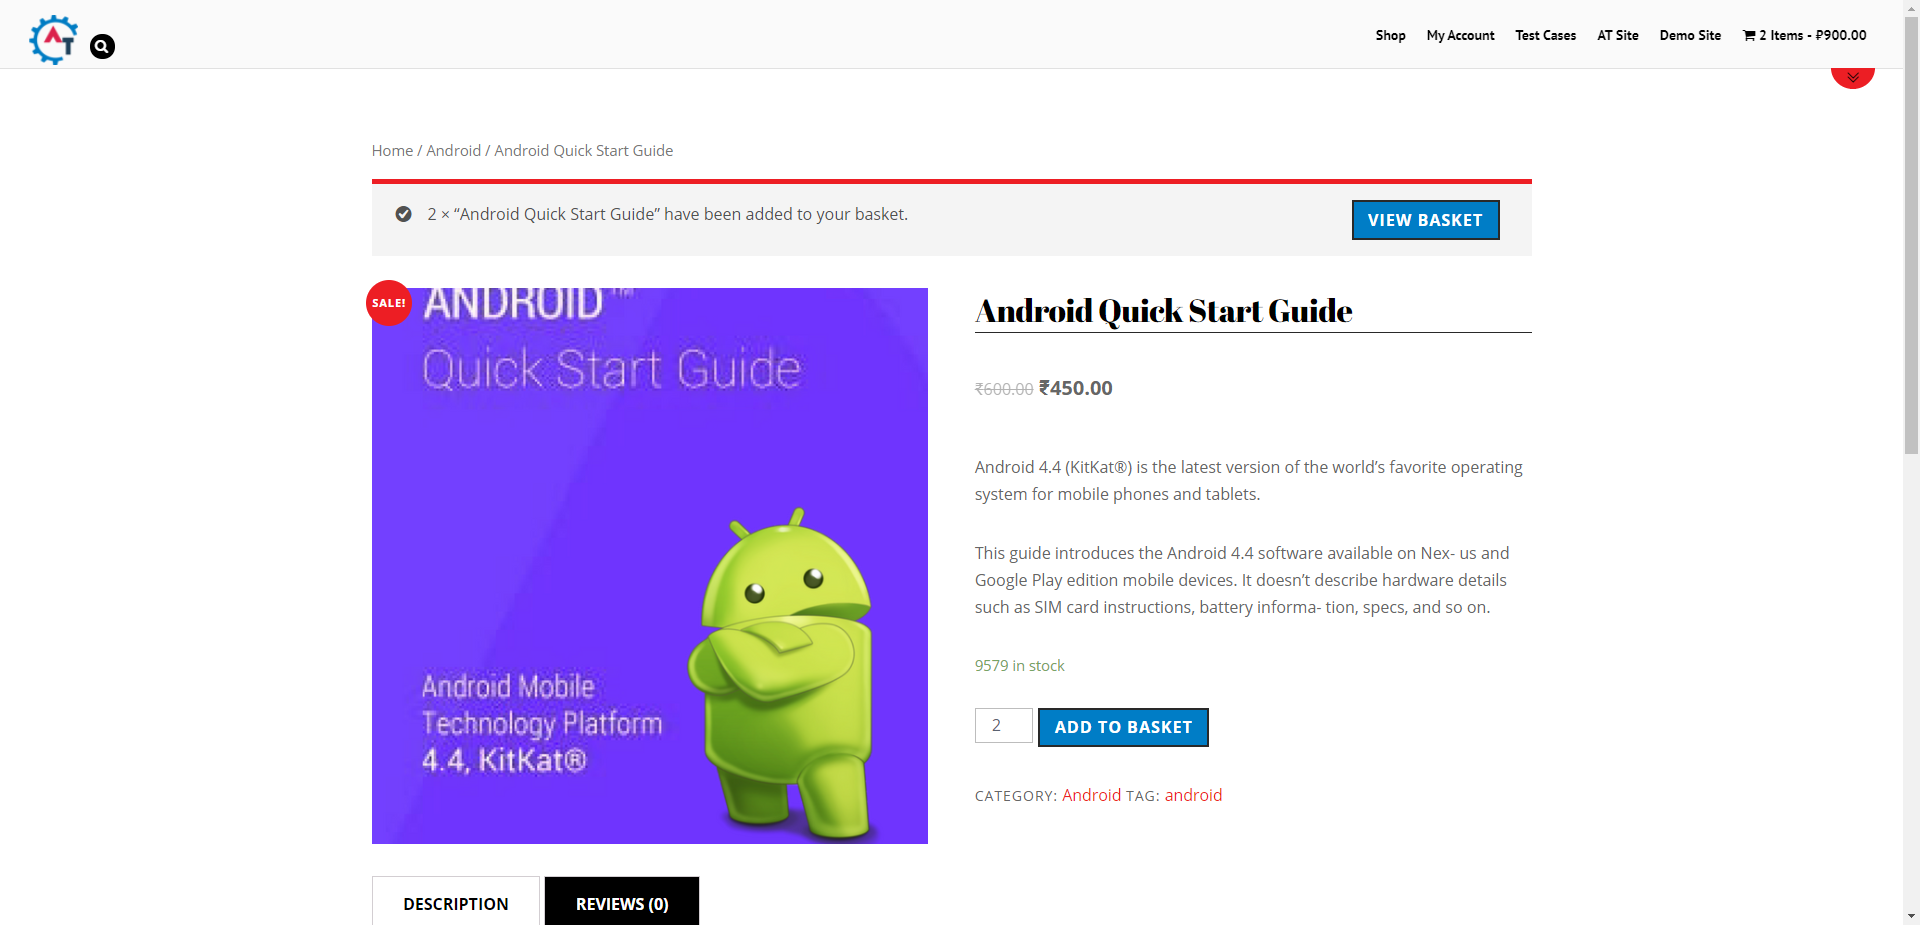 AT
Shop
My Account
Test Cases
AT Site
Demo Site
2 Items - ₹900.00
Home / Android / Android Quick Start Guide
2 × “Android Quick Start Guide” have been added to your basket.
VIEW BASKET
SALE!
ANDROID™
Quick Start Guide
Android Mobile
Technology Platform
4.4, KitKat®
Android Quick Start Guide
₹600.00 ₹450.00
Android 4.4 (KitKat®) is the latest version of the world’s favorite operating
system for mobile phones and tablets.
This guide introduces the Android 4.4 software available on Nex- us and
Google Play edition mobile devices. It doesn’t describe hardware details
such as SIM card instructions, battery informa- tion, specs, and so on.
9579 in stock
2
ADD TO BASKET
CATEGORY: Android TAG: android
DESCRIPTION
REVIEWS (0)